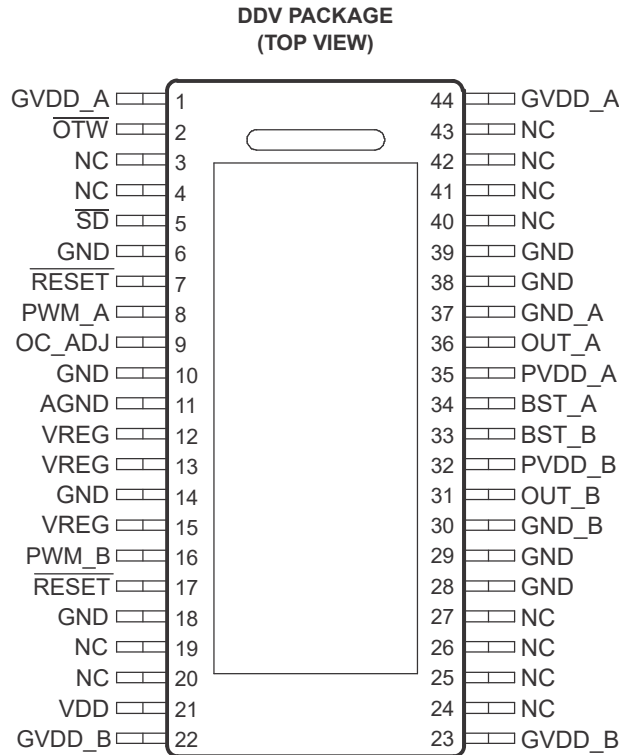 DDV PACKAGE
(TOP VIEW)
GVDD_A 1 44 GVDD_A
OTW 2 43 NC
NC 3 42 NC
NC 4 41 NC
SD 5 40 NC
GND 6 39 GND
RESET 7 38 GND
PWM_A 8 37 GND_A
OC_ADJ 9 36 OUT_A
GND 10 35 PVDD_A
AGND 11 34 BST_A
VREG 12 33 BST_B
VREG 13 32 PVDD_B
GND 14 31 OUT_B
VREG 15 30 GND_B
PWM_B 16 29 GND
RESET 17 28 GND
GND 18 27 NC
NC 19 26 NC
NC 20 25 NC
VDD 21 24 NC
GVDD_B 22 23 GVDD_B